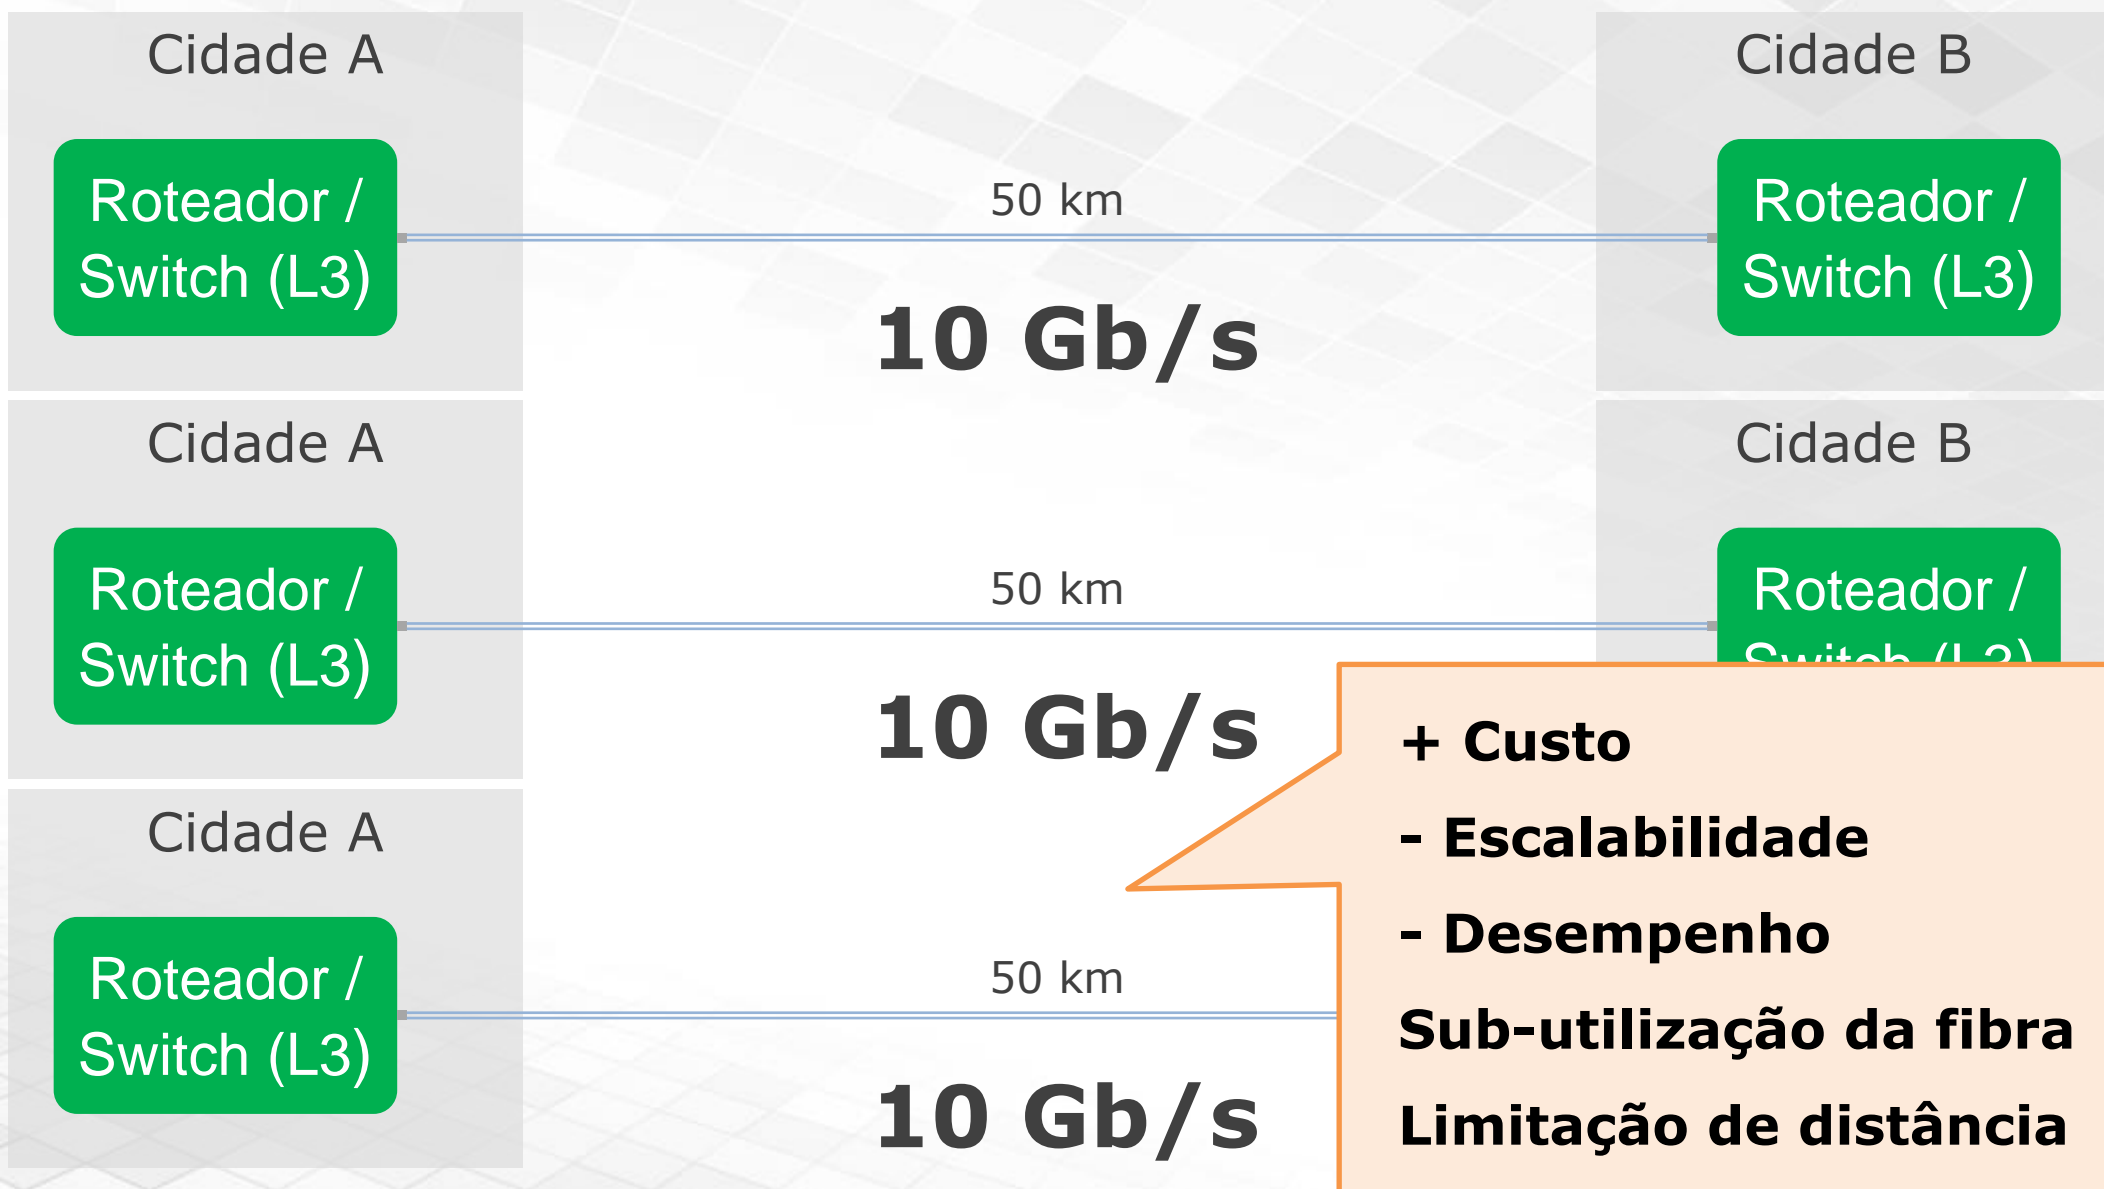 Cidade A
Cidade B
Roteador /
Switch (L3)
50 km
Roteador /
Switch (L3)
10 Gb/s
Cidade A
Cidade B
Roteador /
Switch (L3)
50 km
Roteador /
Switch (L3)
10 Gb/s
+ Custo
- Escalabilidade
- Desempenho
Sub-utilização da fibra
Limitação de distância
Cidade A
Roteador /
Switch (L3)
50 km
10 Gb/s